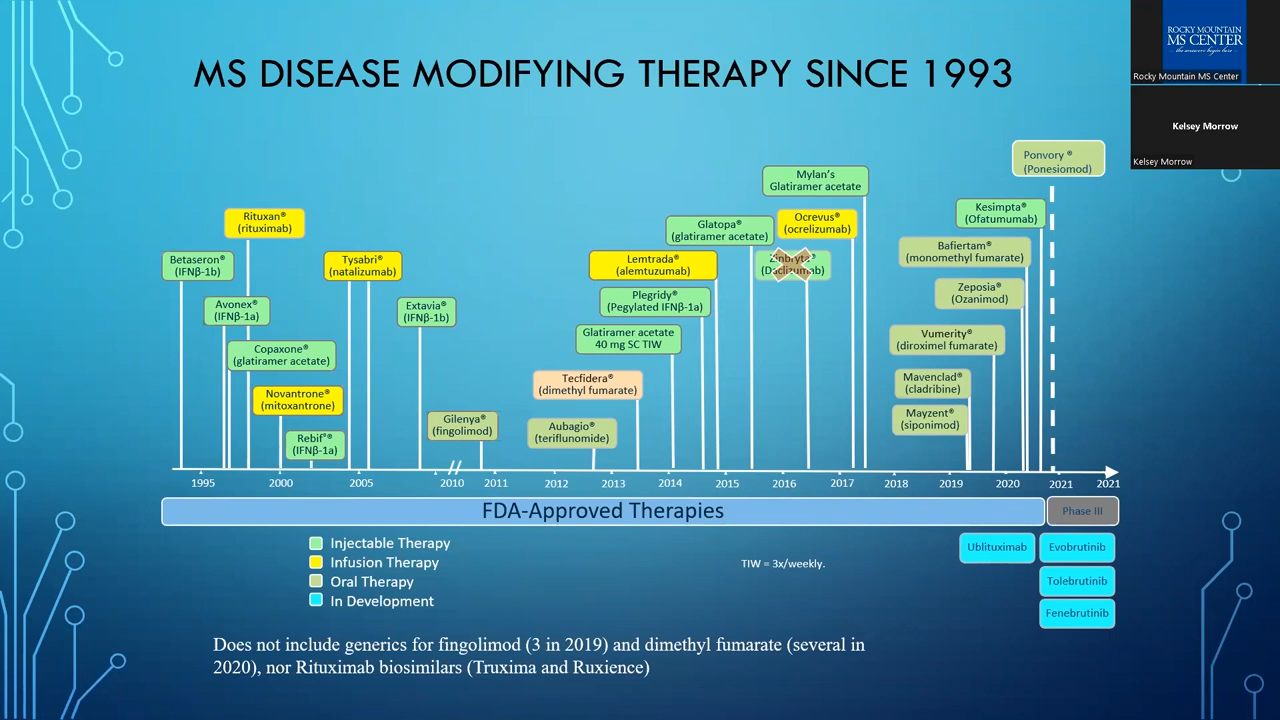 MS DISEASE MODIFYING THERAPY SINCE 1993
ROCKY MOUNTAIN
MS CENTER
the answers begin here
Rocky Mountain MS Center
Kelsey Morrow
Kelsey Morrow
Ponvory ®
(Ponesiomod)
Mylan's
Glatiramer acetate
Kesimpta®
(Ofatumumab)
Rituxan®
(rituximab)
Glatopa®
(glatiramer acetate)
Ocrevus®
(ocrelizumab)
Bafiertam®
(monomethyl fumarate)
Betaseron®
(IFNβ-1b)
Tysabri®
(natalizumab)
Lemtrada®
(alemtuzumab)
Zinbryta®
(Daclizumab)
Zeposia®
(Ozanimod)
Avonex®
(IFNβ-1a)
Extavia®
(IFNβ-1b)
Plegridy®
(Pegylated IFNβ-1a)
Glatiramer acetate
40 mg SC TIW
Vumerity®
(diroximel fumarate)
Copaxone®
(glatiramer acetate)
Tecfidera®
(dimethyl fumarate)
Mavenclad®
(cladribine)
Novantrone®
(mitoxantrone)
Gilenya®
(fingolimod)
Aubagio®
(teriflunomide)
Mayzent®
(siponimod)
Rebif®®
(IFNβ-1a)
1995 2000 2005 2010 2011 2012 2013 2014 2015 2016 2017 2018 2019 2020 2021 2021
FDA-Approved Therapies
Phase III
Injectable Therapy
Infusion Therapy
Oral Therapy
In Development
TIW = 3x/weekly.
Ublituximab
Evobrutinib
Tolebrutinib
Fenebrutinib
Does not include generics for fingolimod (3 in 2019) and dimethyl fumarate (several in
2020), nor Rituximab biosimilars (Truxima and Ruxience)